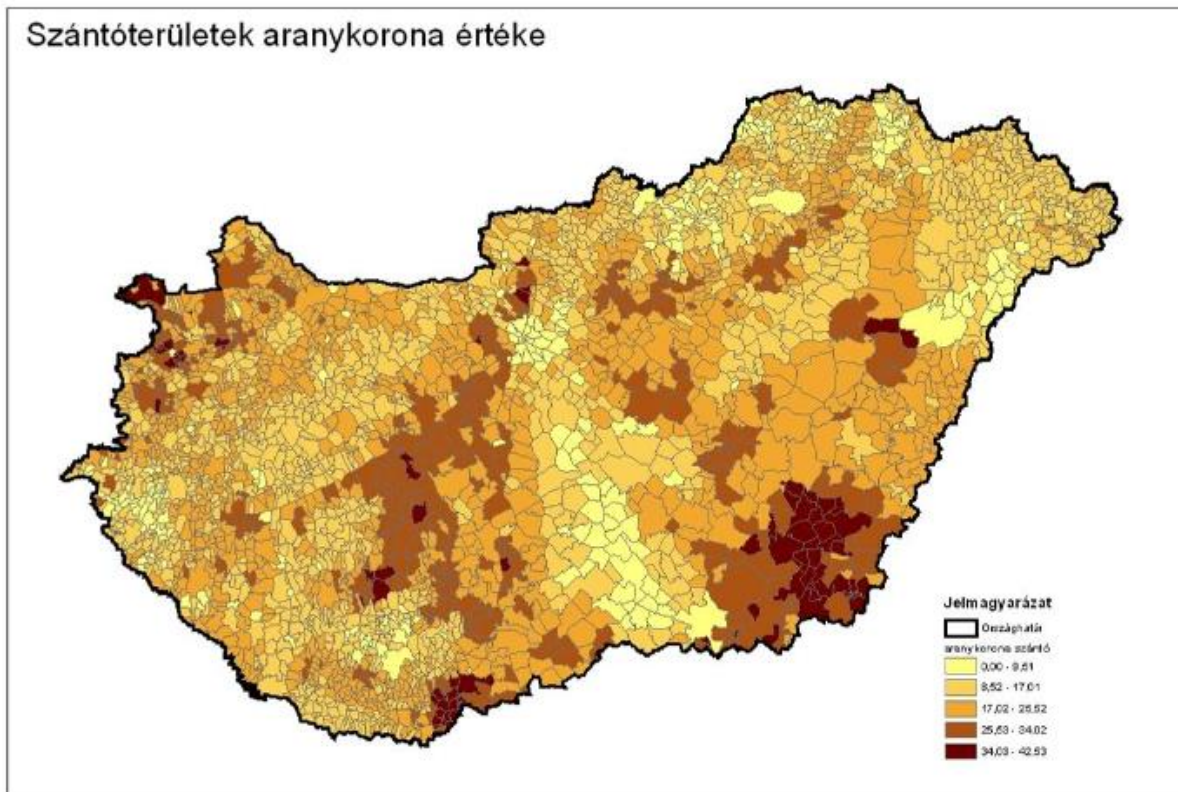 Szántóterületek aranykorona értéke
Jelmagyarázat
Országhatár
aranykorona szántó
0,00 - 8,51
8,52 - 17,01
17,02 - 25,52
25,53 - 34,02
34,03 - 42,53